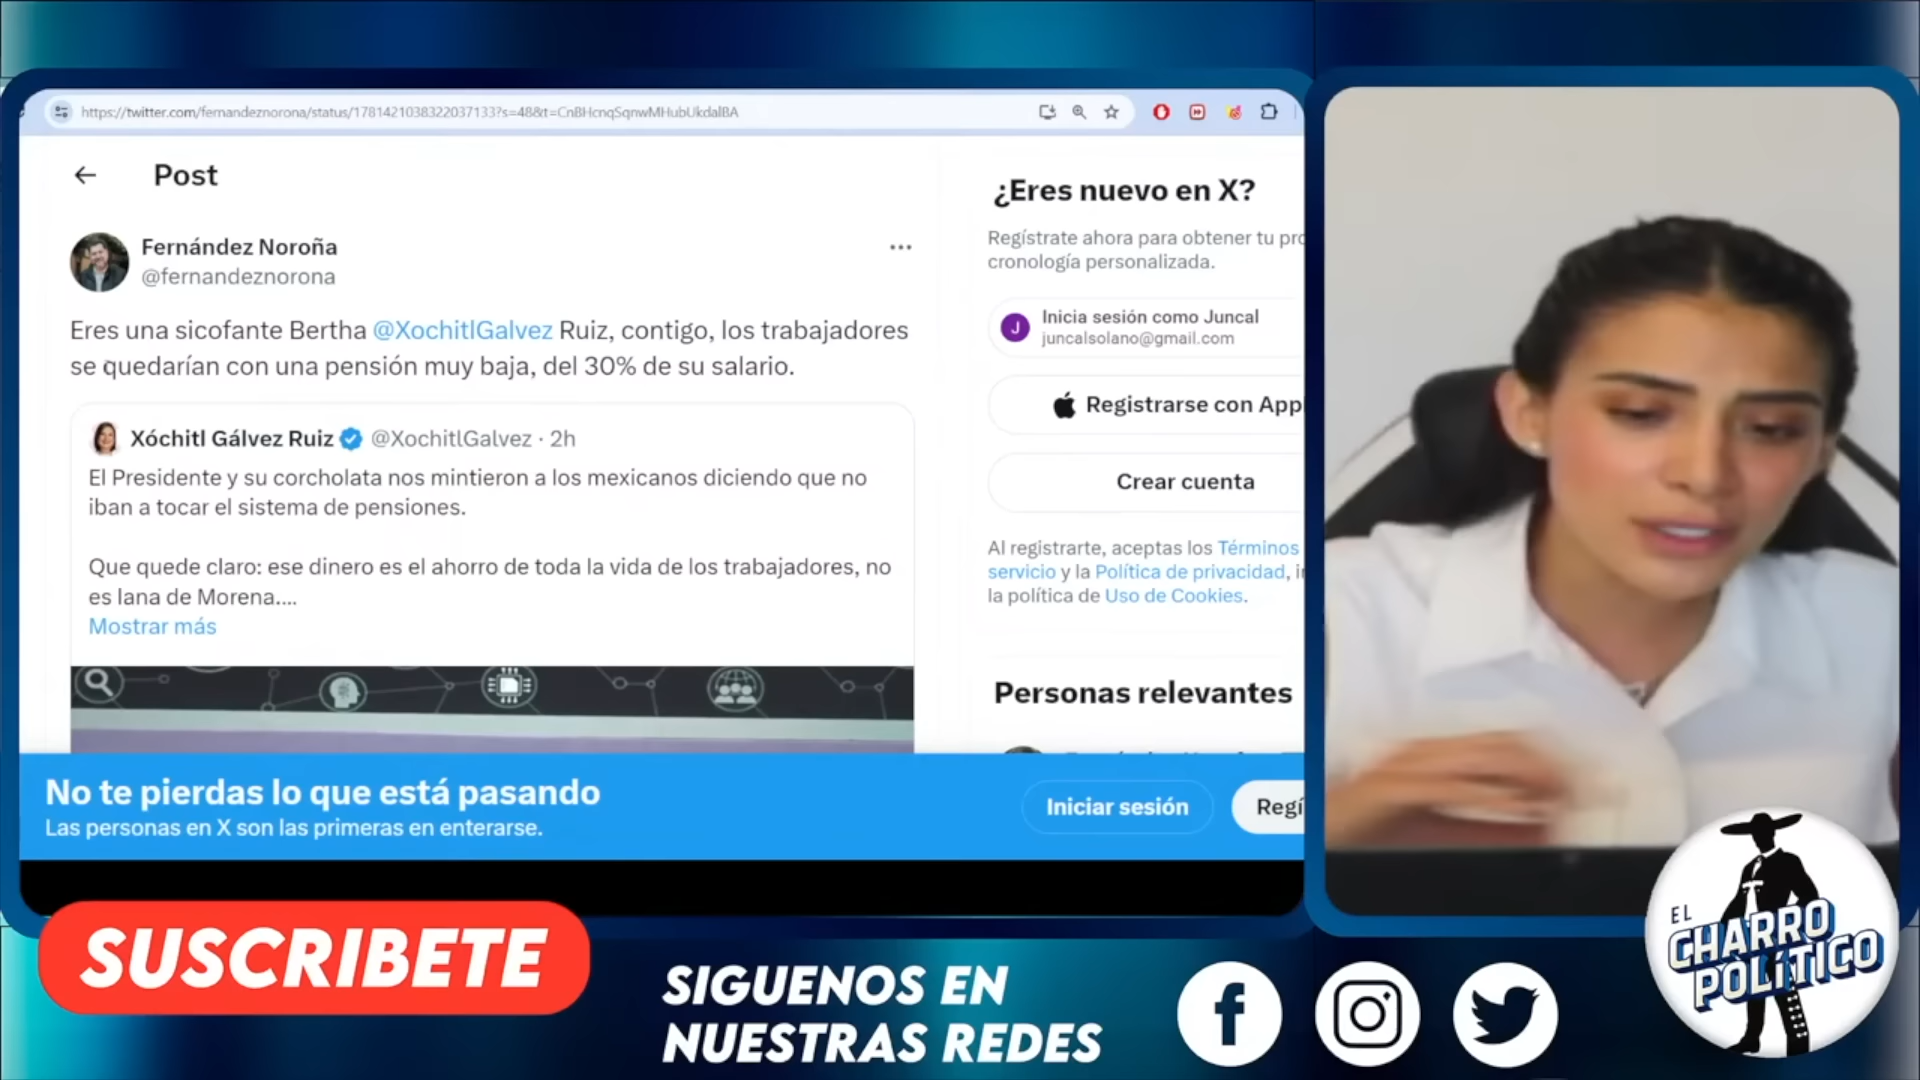 https://twitter.com/fernandeznorona/status/1781421038322037133?s=48&t=CnBHcnqSqnwMHubUkdalBA
Post
Fernández Noroña
@fernandeznorona
Eres una sicofante Bertha @XochitlGalvez Ruiz, contigo, los trabajadores
se quedarían con una pensión muy baja, del 30% de su salario.
Xóchitl Gálvez Ruiz @XochitlGalvez · 2h
El Presidente y su corcholata nos mintieron a los mexicanos diciendo que no
iban a tocar el sistema de pensiones.
Que quede claro: ese dinero es el ahorro de toda la vida de los trabajadores, no
es lana de Morena....
Mostrar más
¿Eres nuevo en X?
Regístrate ahora para obtener tu pro
cronología personalizada.
J
Inicia sesión como Juncal
juncalsolano@gmail.com
Registrarse con App
Crear cuenta
Al registrarte, aceptas los Términos
servicio y la Política de privacidad, i
la política de Uso de Cookies.
Personas relevantes
No te pierdas lo que está pasando
Las personas en X son las primeras en enterarse.
Iniciar sesión
Regí
SUSCRIBETE
SIGUENOS EN
NUESTRAS REDES
EL
CHARRO
POLÍTICO